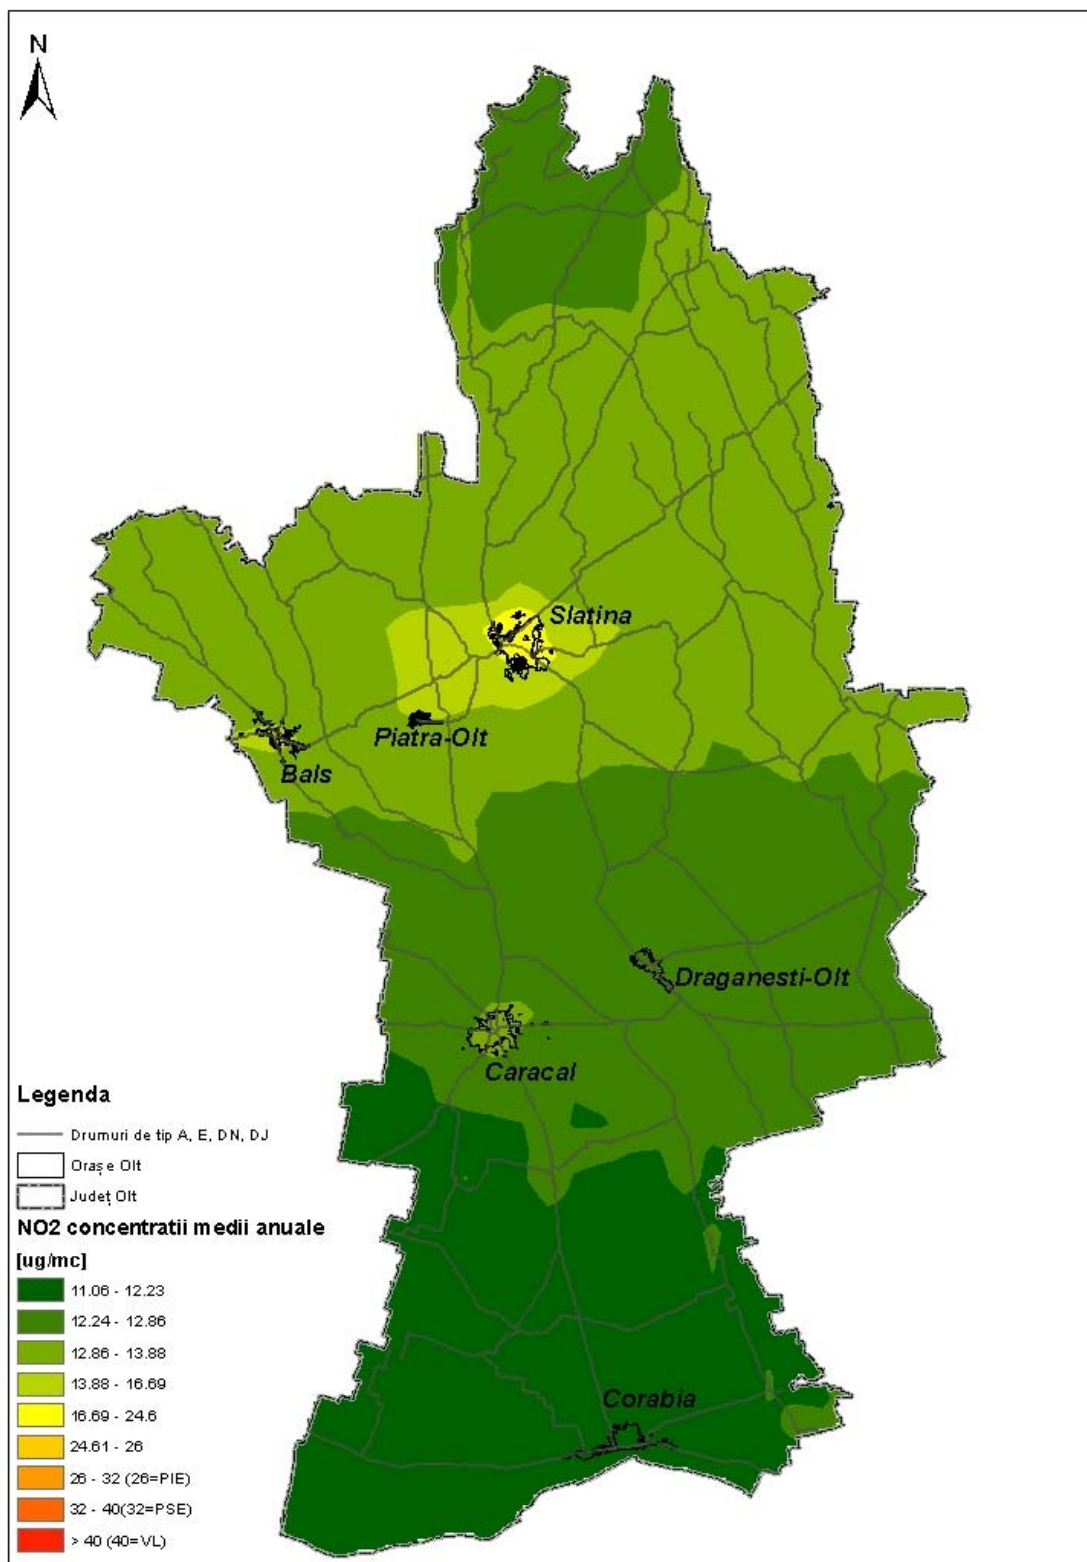 N
Slatina
Piatra-Olt
Bals
Draganesti-Olt
Caracal
Corabia
Legenda
Drumuri de tip A, E, DN, DJ
Orașe Olt
Județ Olt
NO2 concentratii medii anuale
[ug/mc]
11.06 - 12.23
12.24 - 12.86
12.86 - 13.88
13.88 - 16.69
16.69 - 24.6
24.61 - 26
26 - 32 (26=PIE)
32 - 40(32=PSE)
> 40 (40=VL)